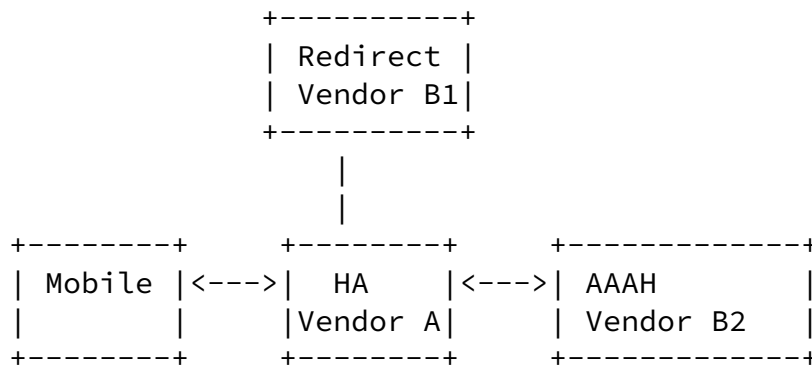 +----------+
| Redirect |
| Vendor B1|
+----------+
|
|
+--------+      +--------+      +-------------+
| Mobile |<--->|   HA   |<--->| AAAH        |
|        |      |Vendor A|      | Vendor B2   |
+--------+      +--------+      +-------------+